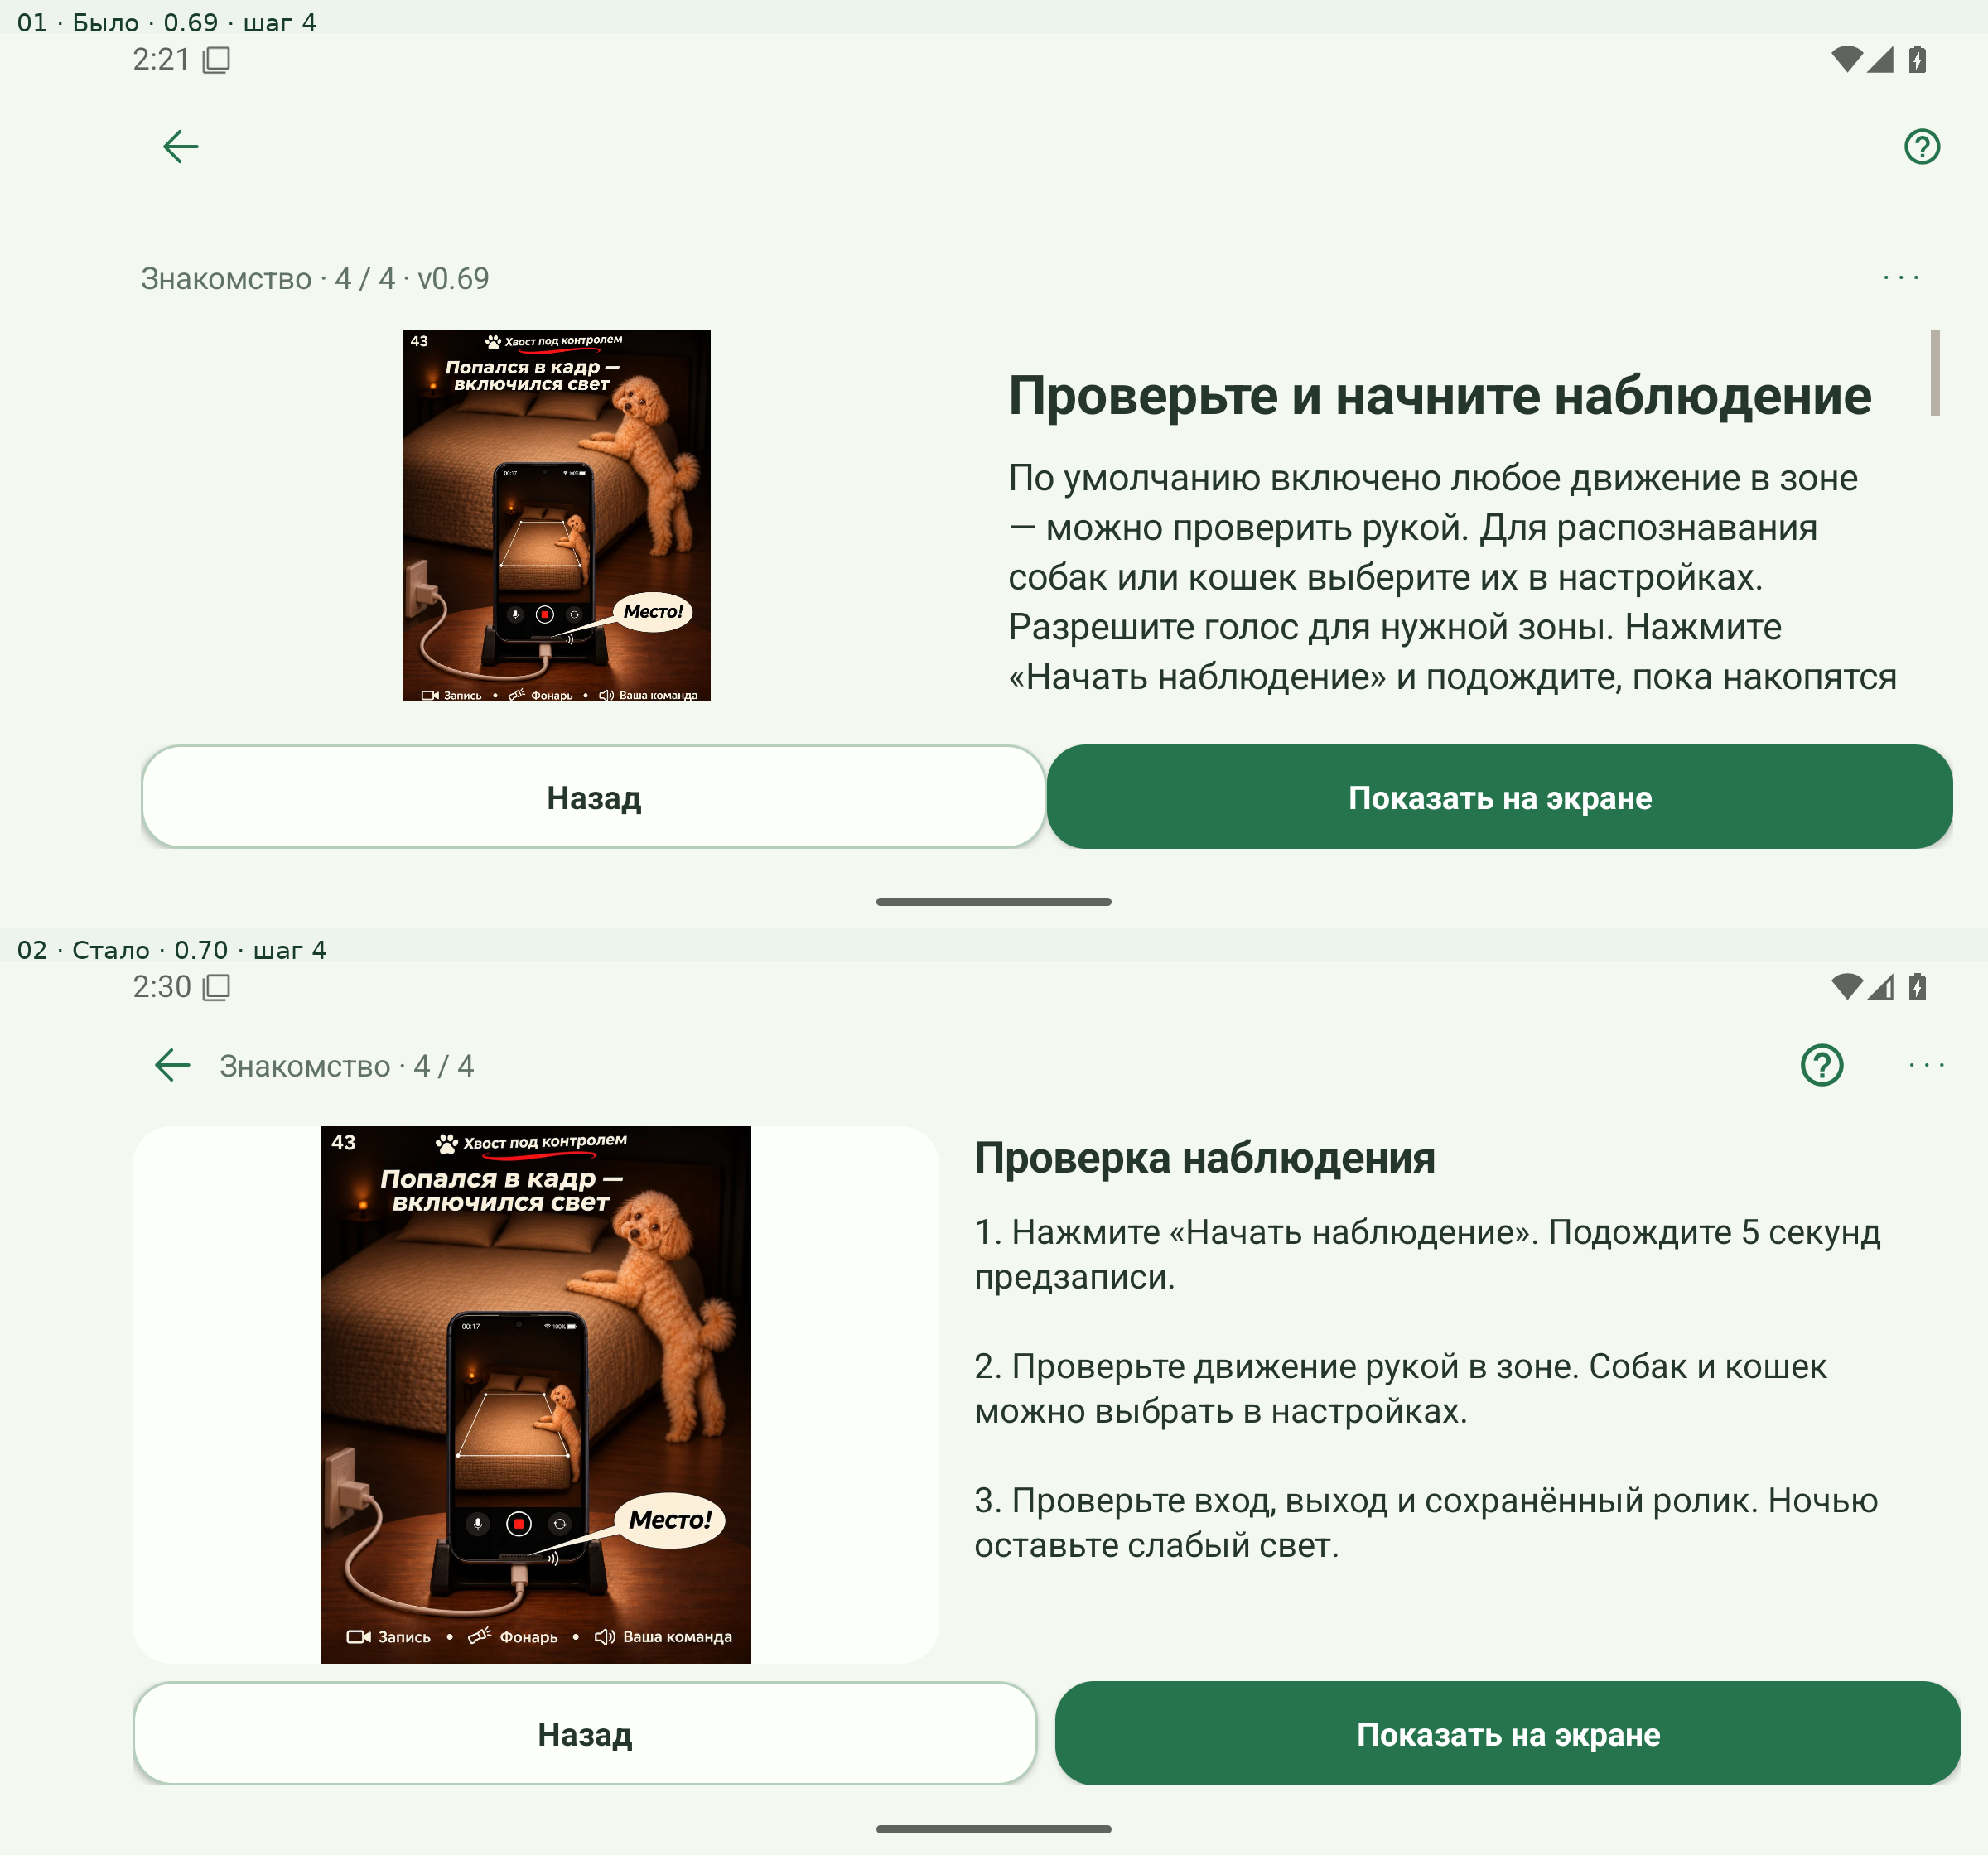 01 · Было · 0.69 · шаг 4
2:21
Знакомство · 4 / 4 · v0.69
...
43
Хвост под контролем
Попался в кадр —
включился свет
00:17
100%
Место!
Запись • Фонарь • Ваша команда
Проверьте и начните наблюдение
По умолчанию включено любое движение в зоне
— можно проверить рукой. Для распознавания
собак или кошек выберите их в настройках.
Разрешите голос для нужной зоны. Нажмите
«Начать наблюдение» и подождите, пока накопятся
Назад
Показать на экране
02 · Стало · 0.70 · шаг 4
2:30
Знакомство · 4 / 4
...
43
Хвост под контролем
Попался в кадр —
включился свет
00:17
100%
Место!
Запись • Фонарь • Ваша команда
Проверка наблюдения
1. Нажмите «Начать наблюдение». Подождите 5 секунд
предзаписи.
2. Проверьте движение рукой в зоне. Собак и кошек
можно выбрать в настройках.
3. Проверьте вход, выход и сохранённый ролик. Ночью
оставьте слабый свет.
Назад
Показать на экране